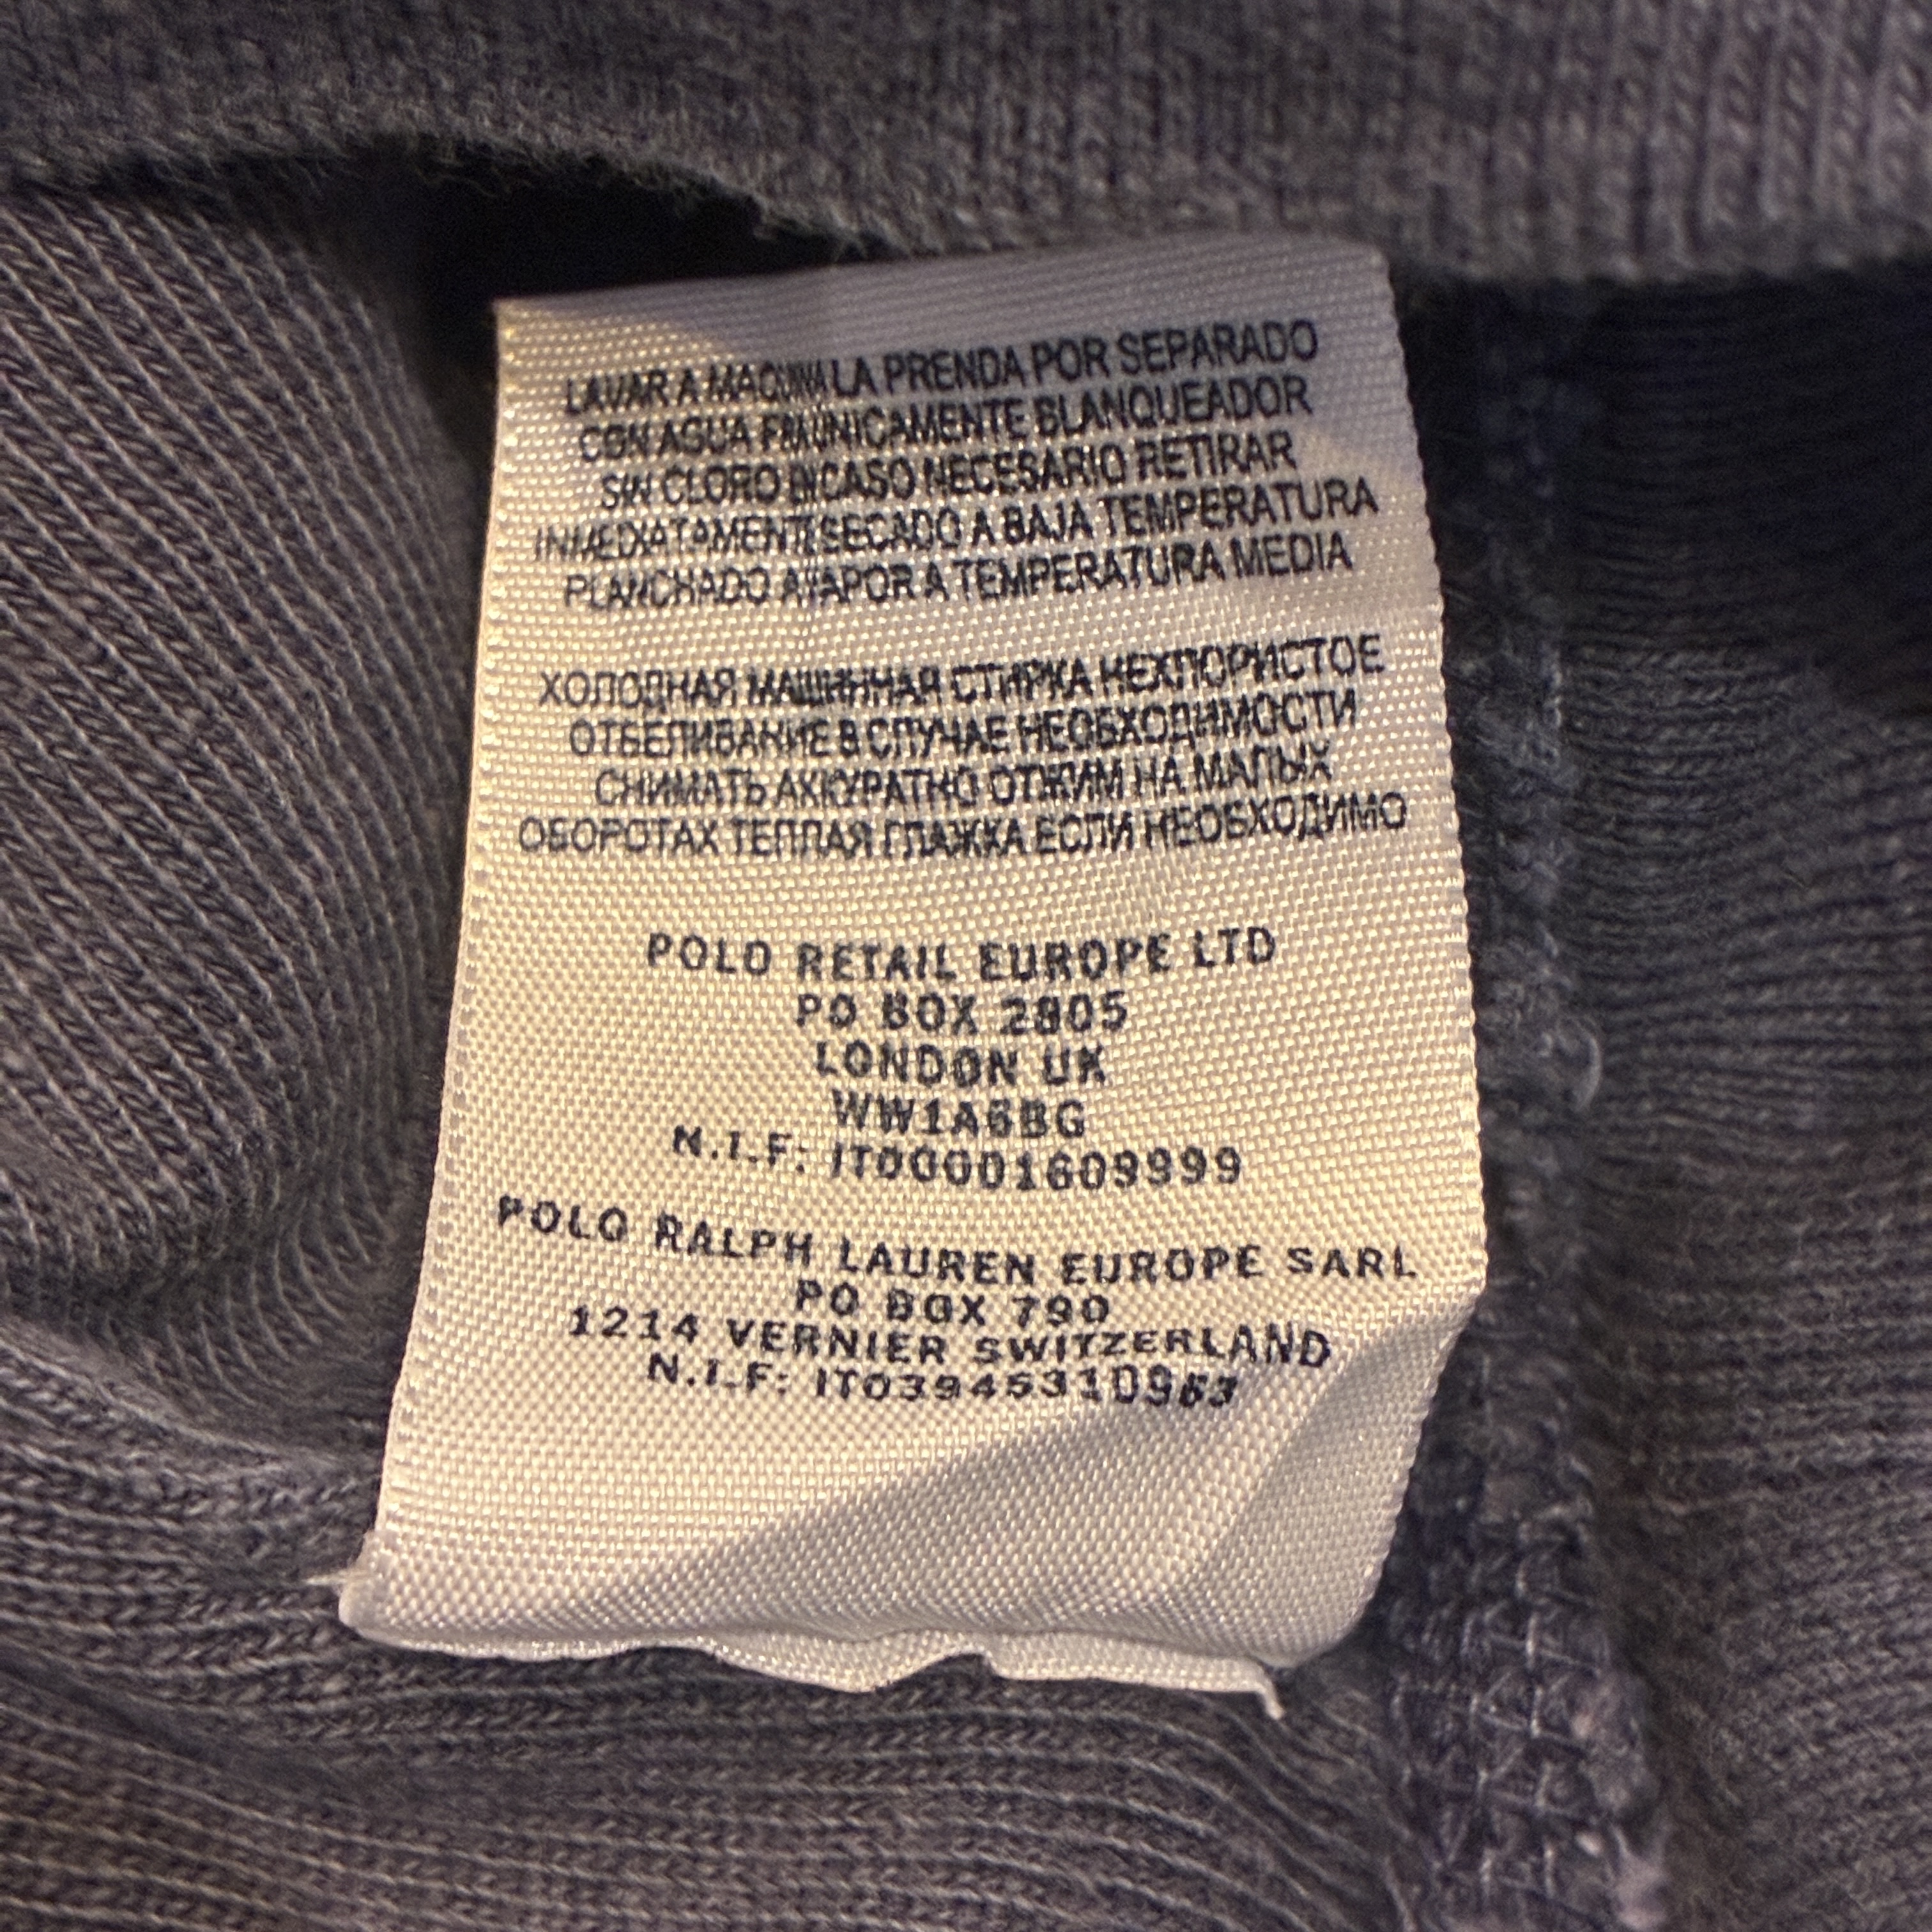 LAVAR A MAQUINA LA PRENDA POR SEPARADO
CON AGUA FRIA UNICAMENTE BLANQUEADOR
SIN CLORO EN CASO NECESARIO RETIRAR
INMEDIATAMENTE SECADO A BAJA TEMPERATURA
PLANCHADO A VAPOR A TEMPERATURA MEDIA
ХОЛОДНАЯ МАШИННАЯ СТИРКА НЕХЛОРИСТОЕ
ОТБЕЛИВАНИЕ В СЛУЧАЕ НЕОБХОДИМОСТИ
СНИМАТЬ АККУРАТНО ОТЖИМ НА МАЛЫХ
ОБОРОТАХ ТЕПЛАЯ ГЛАЖКА ЕСЛИ НЕОБХОДИМО
POLO RETAIL EUROPE LTD
PO BOX 2805
LONDON UK
WW1A6BG
N.I.F: IT00001609999
POLO RALPH LAUREN EUROPE SARL
PO BOX 790
1214 VERNIER SWITZERLAND
N.I.F: IT03945310963